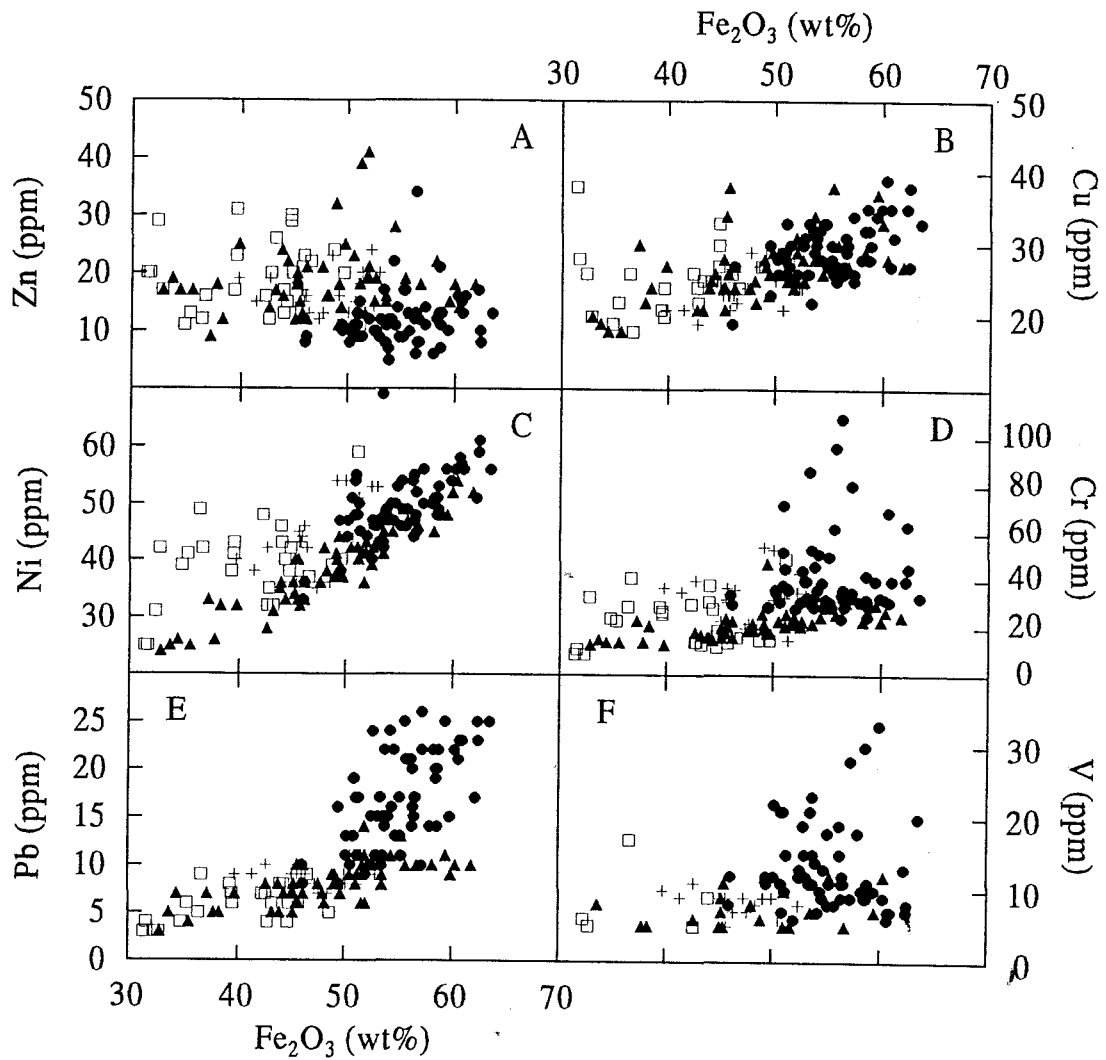 Fe₂O₃ (wt%)
30 40 50 60 70
50 40 30 20 10
Zn (ppm)
A
B
50 40 30 20
Cu (ppm)
60 50 40 30
Ni (ppm)
C
D
100 80 60 40 20 0
Cr (ppm)
25 20 15 10 5 0
Pb (ppm)
E
F
30 20 10 0
V (ppm)
30 40 50 60 70
Fe₂O₃ (wt%)